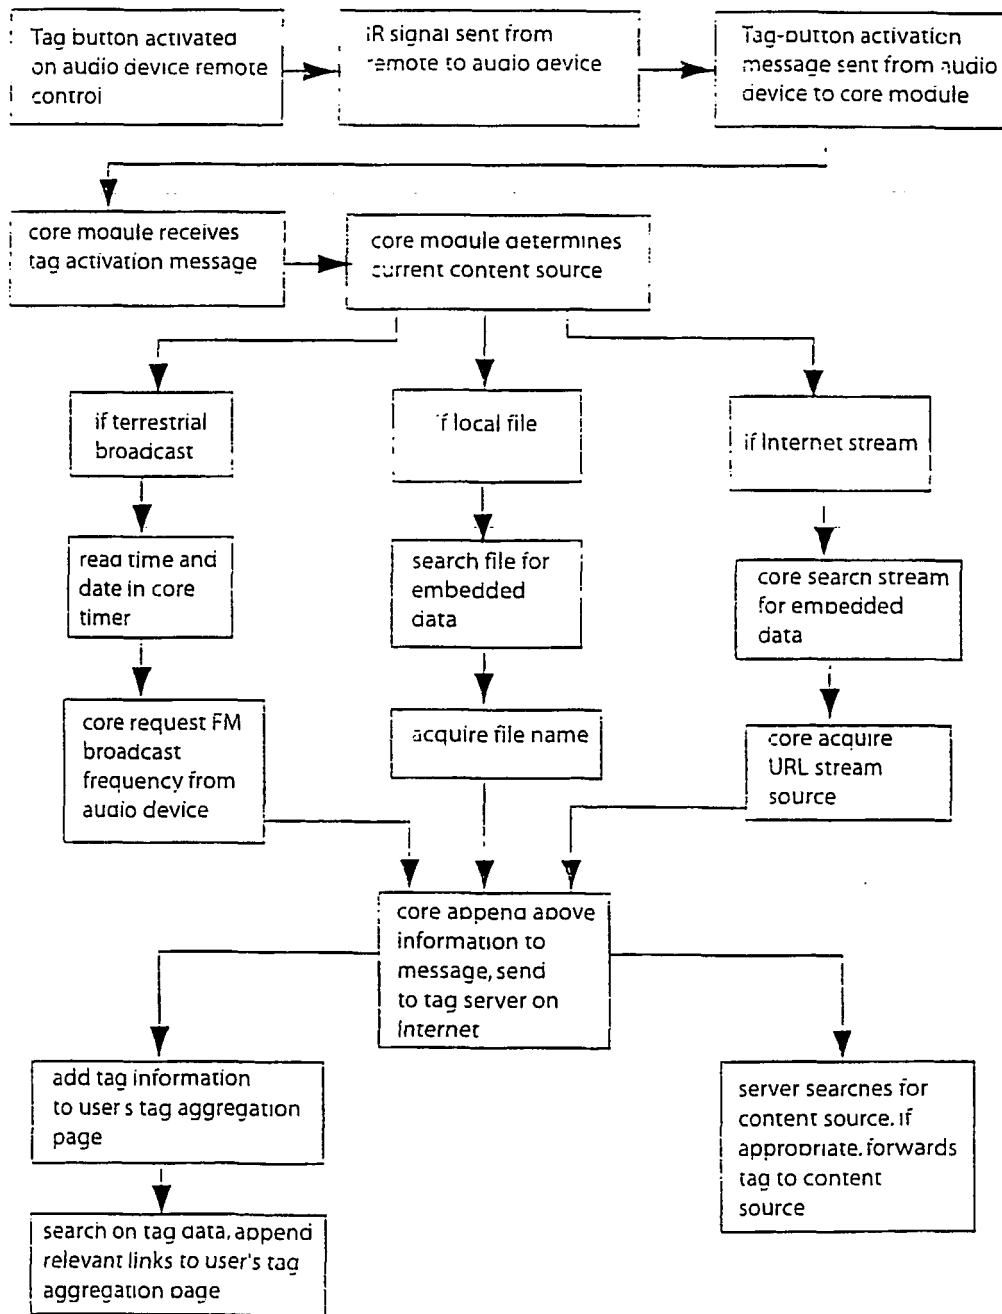 Tag button activated
on audio device remote
control
IR signal sent from
remote to audio device
Tag-button activation
message sent from audio
device to core module
core module receives
tag activation message
core module determines
current content source
if terrestrial
broadcast
if local file
if Internet stream
read time and
date in core
timer
search file for
embedded
data
core search stream
for embedded
data
core request FM
broadcast
frequency from
audio device
acquire file name
core acquire
URL stream
source
core append above
information to
message, send
to tag server on
Internet
add tag information
to user's tag aggregation
page
server searches for
content source, if
appropriate, forwards
tag to content
source
search on tag data, append
relevant links to user's tag
aggregation page